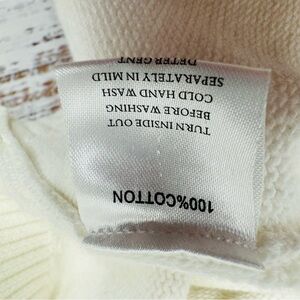 100%COTTON
TURN INSIDE OUT
BEFORE WASHING
COLD HAND WASH
SEPARATELY IN MILD
DETERGENT